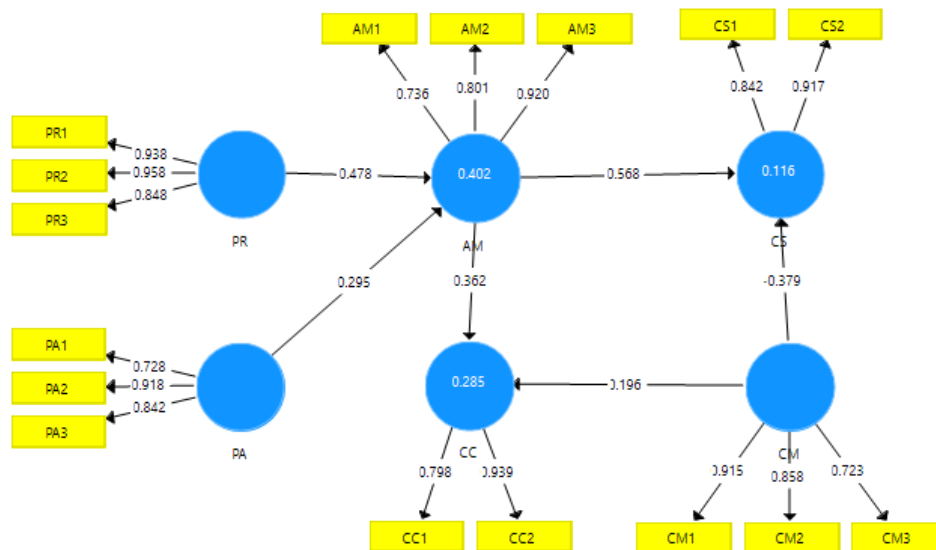 AM1
AM2
AM3
CS1
CS2
0.736
0.801
0.920
0.842
0.917
PR1
PR2
PR3
0.938
0.958
0.848
PR
0.478
0.402
AM
0.568
0.116
CS
0.295
0.362
-0.379
PA1
PA2
PA3
0.728
0.918
0.842
PA
0.285
CC
0.196
CM
0.798
0.939
0.915
0.858
0.723
CC1
CC2
CM1
CM2
CM3